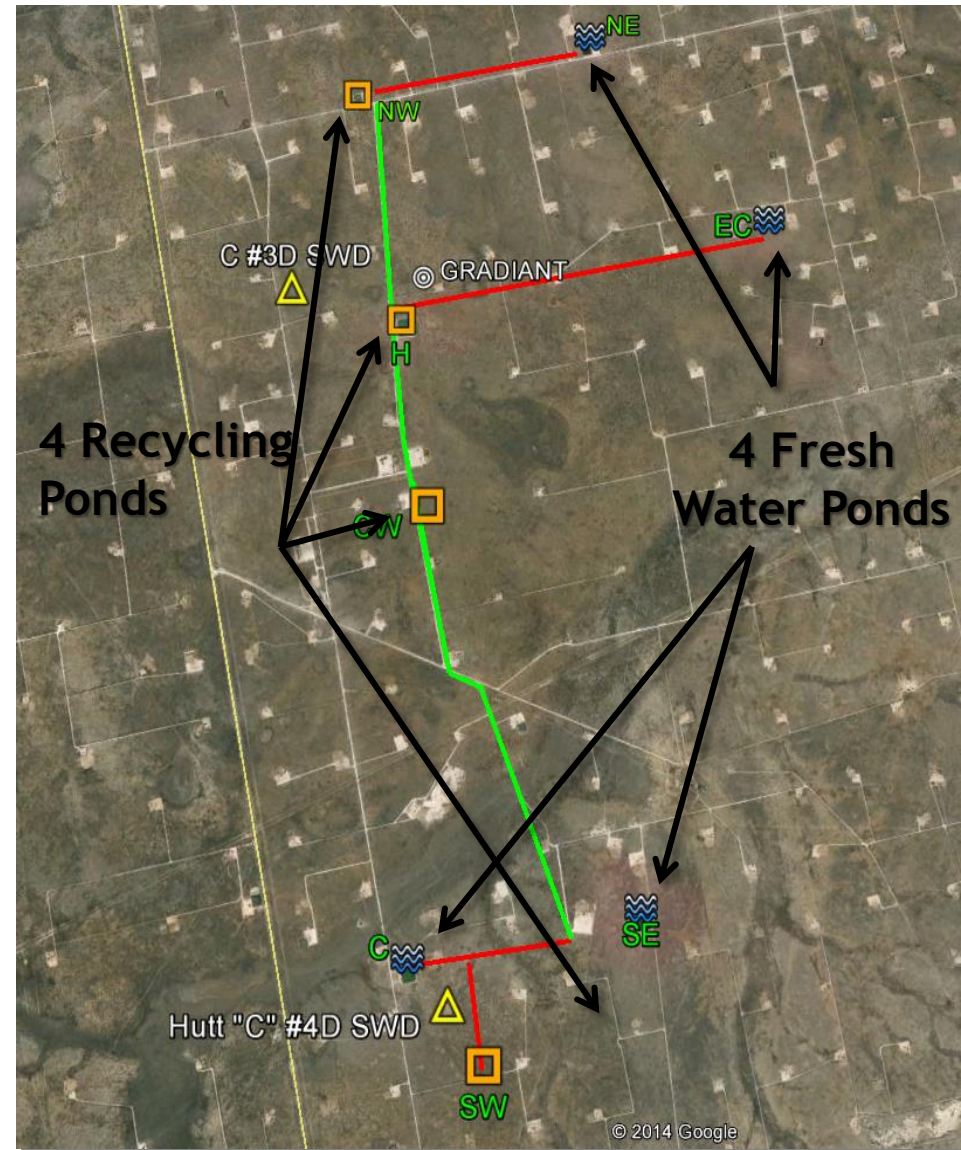 NE
NW
EC
C #3D SWD
GRADIANT
H
4 Recycling
Ponds
4 Fresh
Water Ponds
CW
SE
C
Hutt "C" #4D SWD
SW
© 2014 Google